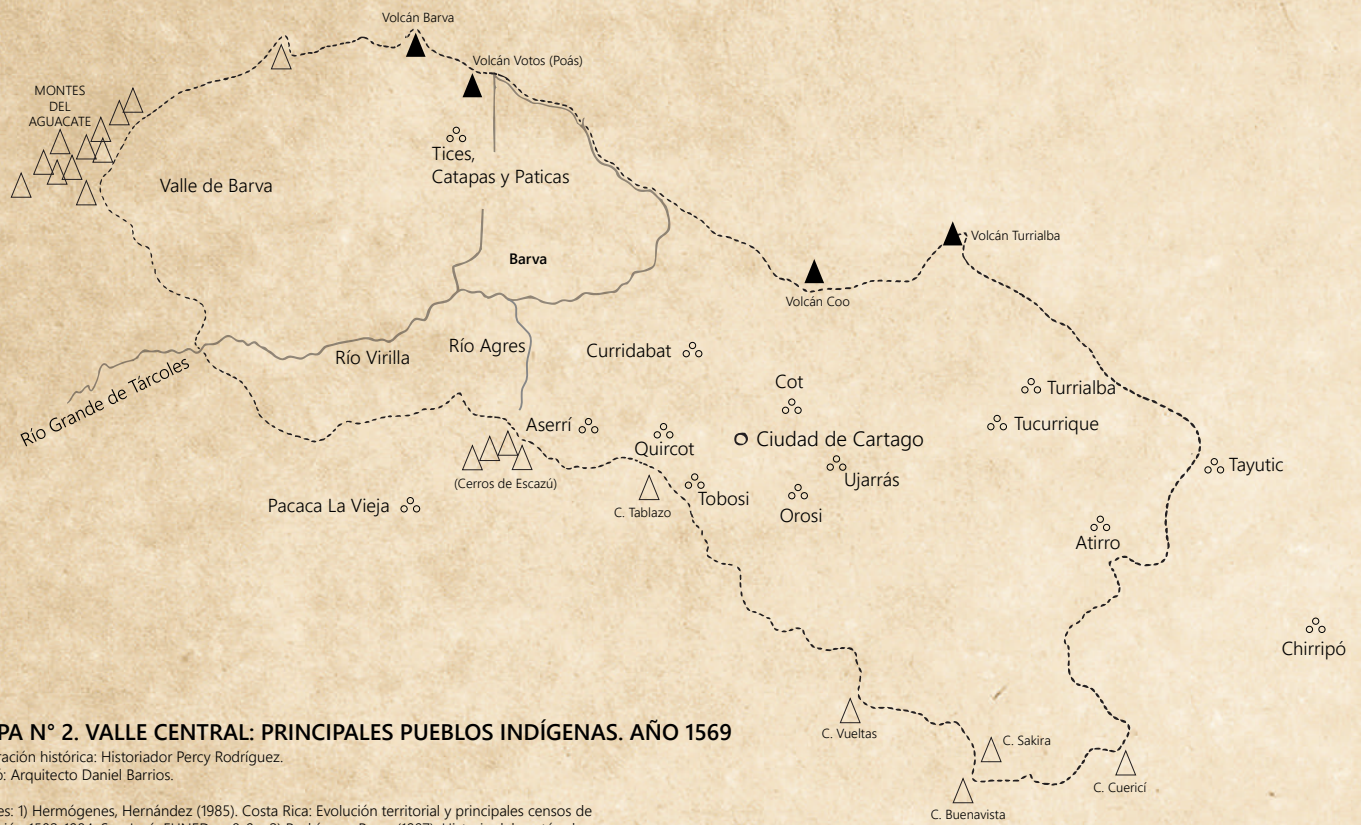 Volcán Barva
Volcán Votos (Poás)
MONTES
DEL
AGUACATE
Tices,
Catapas y Paticas
Valle de Barva
Volcán Turrialba
Barva
Volcán Coo
Río Agres
Curridabat
Río Virilla
Río Grande de Tárcoles
Cot
Turrialba
Aserrí
Tucurrique
Quircot
Ciudad de Cartago
Tayutic
(Cerros de Escazú)
Ujarrás
Pacaca La Vieja
Tobosi
C. Tablazo
Orosi
Atirro
Chirripó
C. Vueltas
C. Sakira
C. Cuericí
C. Buenavista
PA N° 2. VALLE CENTRAL: PRINCIPALES PUEBLOS INDÍGENAS. AÑO 1569
ración histórica: Historiador Percy Rodríguez.
ó: Arquitecto Daniel Barrios.
es: 1) Hermógenes, Hernández (1985). Costa Rica: Evolución territorial y principales censos de